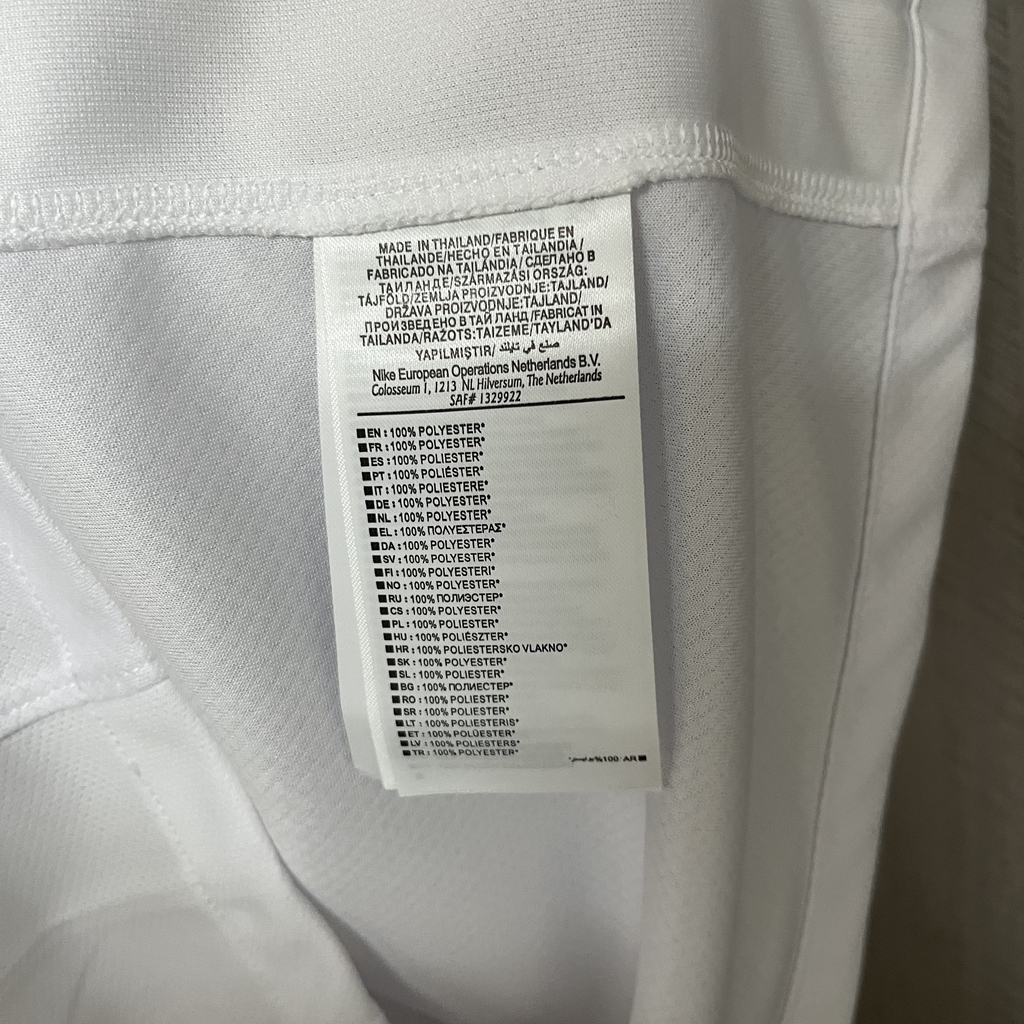 MADE IN THAILAND/FABRIQUE EN
THAILANDE/HECHO EN TAILANDIA/
FABRICADO NA TAILÂNDIA/СДЕЛАНО В
ТАИЛАНДЕ/SZÁRMAZÁSI ORSZÁG:
TÁJFÖLD/ZEMLJA PROIZVODNJE:TAJLAND/
DRŽAVA PROIZVODNJE:TAJLAND/
ПРОИЗВЕДЕНО В ТАЙЛАНД/FABRICAT IN
TAILANDA/RAŽOTS:TAIZEME/TAYLAND'DA
YAPILMIŞTIR/ صنع في تايلند
Nike European Operations Netherlands B.V.
Colosseum 1, 1213 NL Hilversum, The Netherlands
SAF# 1329922
EN : 100% POLYESTER*
FR : 100% POLYESTER*
ES : 100% POLIESTER*
PT : 100% POLIÉSTER*
IT : 100% POLIESTERE*
DE : 100% POLYESTER*
NL : 100% POLYESTER*
EL : 100% ΠΟΛΥΕΣΤΕΡΑΣ*
DA : 100% POLYESTER*
SV : 100% POLYESTER*
FI : 100% POLYESTERI*
NO : 100% POLYESTER*
RU : 100% ПОЛИЭСТЕР*
CS : 100% POLYESTER*
PL : 100% POLIESTER*
HU : 100% POLIÉSZTER*
HR : 100% POLIESTERSKO VLAKNO*
SK : 100% POLYESTER*
SL : 100% POLIESTER*
BG : 100% ПОЛИЕСТЕР*
RO : 100% POLIESTER*
SR : 100% POLIESTER*
LT : 100% POLIESTERIS*
ET : 100% POLÜESTER*
LV : 100% POLIESTERS*
TR : 100% POLYESTER*
%100 AR